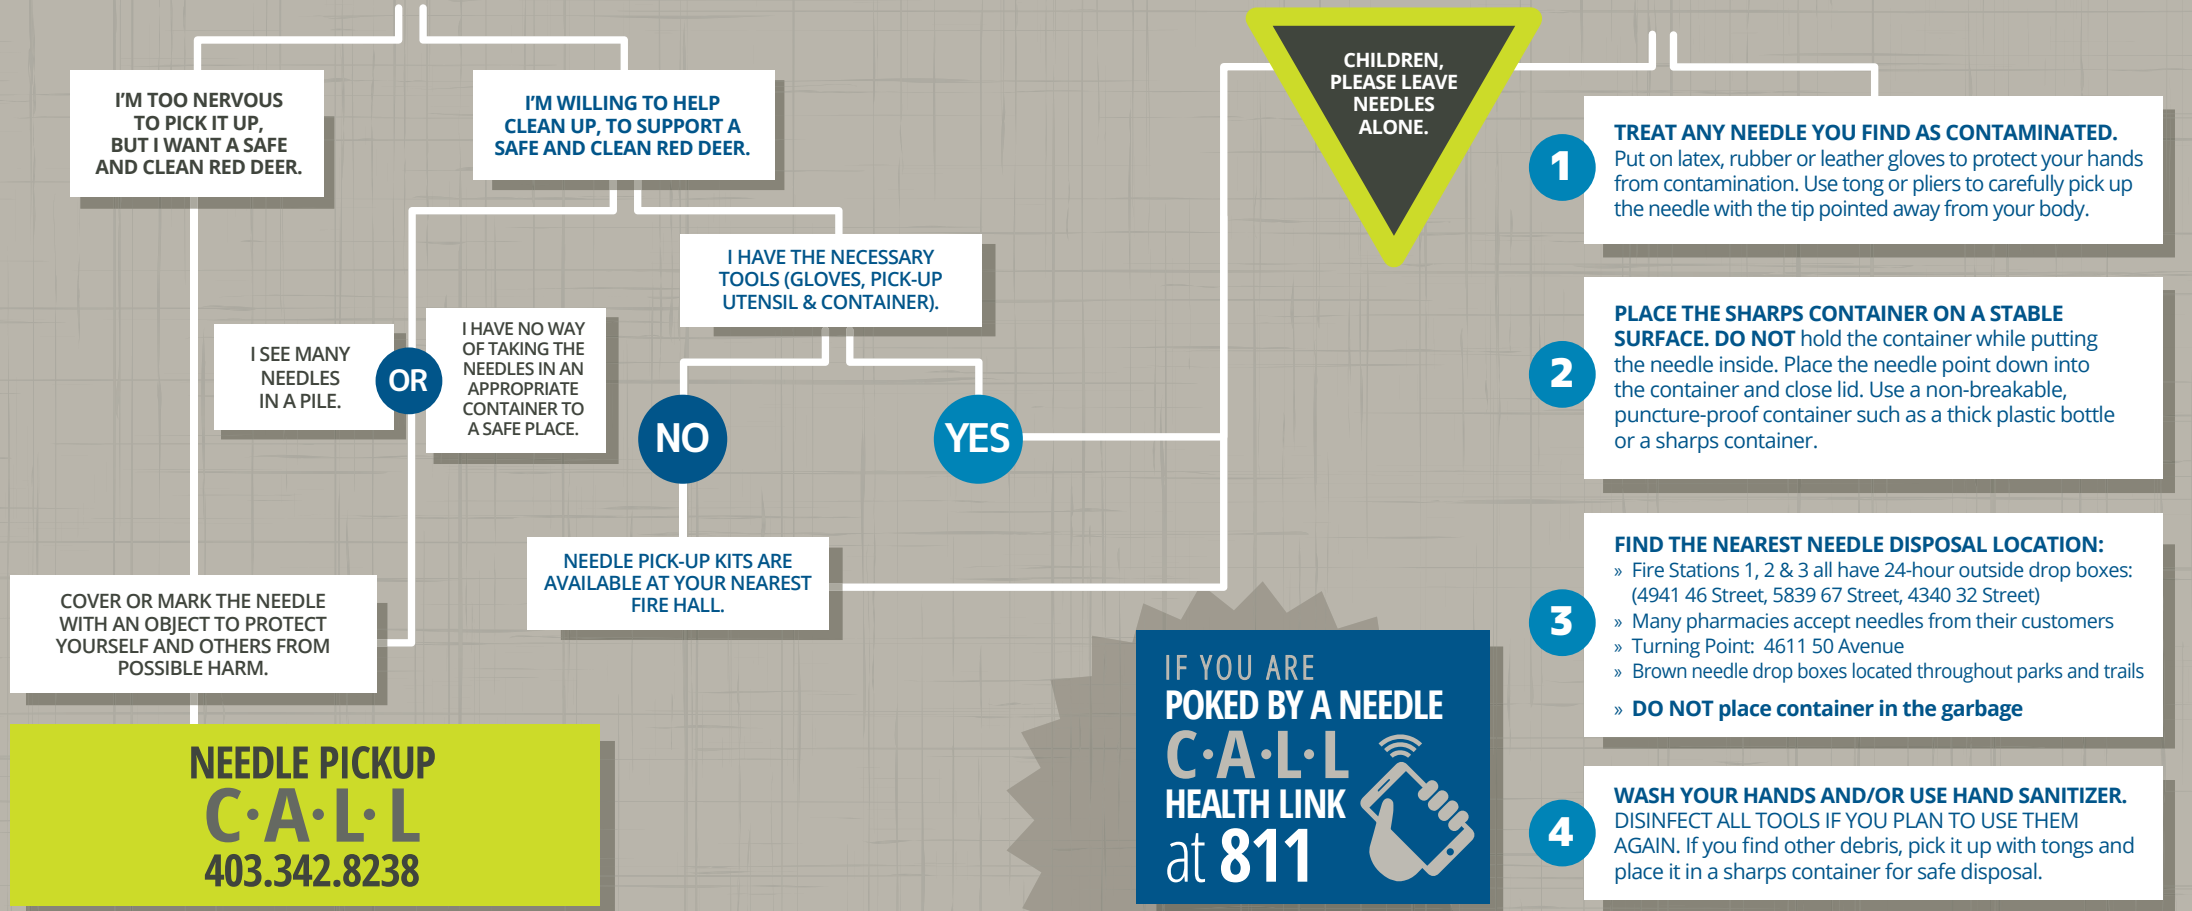 I'M TOO NERVOUS
TO PICK IT UP,
BUT I WANT A SAFE
AND CLEAN RED DEER.
I'M WILLING TO HELP
CLEAN UP, TO SUPPORT A
SAFE AND CLEAN RED DEER.
I HAVE THE NECESSARY
TOOLS (GLOVES, PICK-UP
UTENSIL & CONTAINER).
I SEE MANY
NEEDLES
IN A PILE.
OR
I HAVE NO WAY
OF TAKING THE
NEEDLES IN AN
APPROPRIATE
CONTAINER TO
A SAFE PLACE.
NO
YES
NEEDLE PICK-UP KITS ARE
AVAILABLE AT YOUR NEAREST
FIRE HALL.
COVER OR MARK THE NEEDLE
WITH AN OBJECT TO PROTECT
YOURSELF AND OTHERS FROM
POSSIBLE HARM.
NEEDLE PICKUP
C·A·L·L
403.342.8238
CHILDREN,
PLEASE LEAVE
NEEDLES
ALONE.
IF YOU ARE
POKED BY A NEEDLE
C·A·L·L
HEALTH LINK
at 811
1
TREAT ANY NEEDLE YOU FIND AS CONTAMINATED.
Put on latex, rubber or leather gloves to protect your hands
from contamination. Use tong or pliers to carefully pick up
the needle with the tip pointed away from your body.
2
PLACE THE SHARPS CONTAINER ON A STABLE
SURFACE. DO NOT hold the container while putting
the needle inside. Place the needle point down into
the container and close lid. Use a non-breakable,
puncture-proof container such as a thick plastic bottle
or a sharps container.
3
FIND THE NEAREST NEEDLE DISPOSAL LOCATION:
» Fire Stations 1, 2 & 3 all have 24-hour outside drop boxes:
(4941 46 Street, 5839 67 Street, 4340 32 Street)
» Many pharmacies accept needles from their customers
» Turning Point: 4611 50 Avenue
» Brown needle drop boxes located throughout parks and trails
» DO NOT place container in the garbage
4
WASH YOUR HANDS AND/OR USE HAND SANITIZER.
DISINFECT ALL TOOLS IF YOU PLAN TO USE THEM
AGAIN. If you find other debris, pick it up with tongs and
place it in a sharps container for safe disposal.